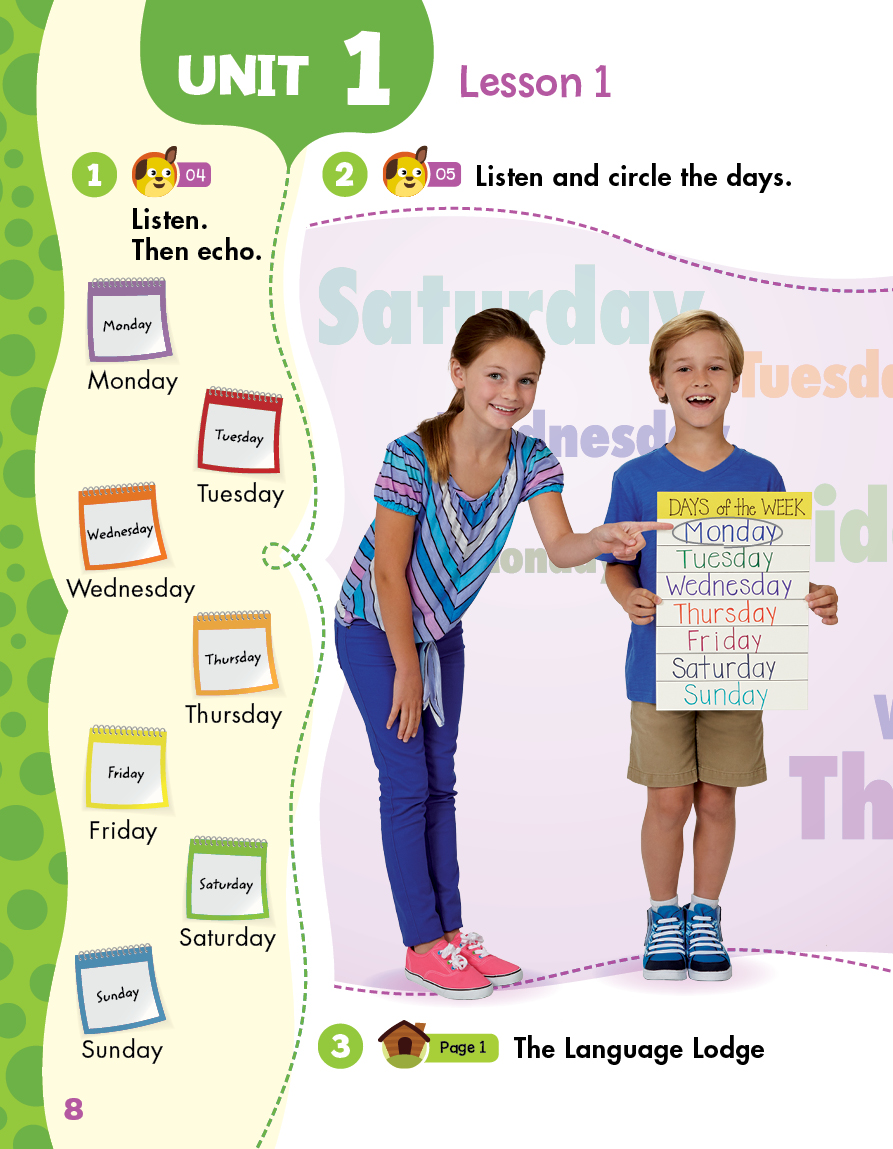 UNIT 1
Lesson 1
1
04
Listen.
Then echo.
Monday
Monday
Tuesday
Tuesday
Wednesday
Wednesday
Thursday
Thursday
Friday
Friday
Saturday
Saturday
Sunday
Sunday
2
05
Listen and circle the days.
Saturday
Tuesd
dnesday
onday
id
W
Th
DAYS of the WEEK
Monday
Tuesday
Wednesday
Thursday
Friday
Saturday
Sunday
3
Page 1
The Language Lodge
8